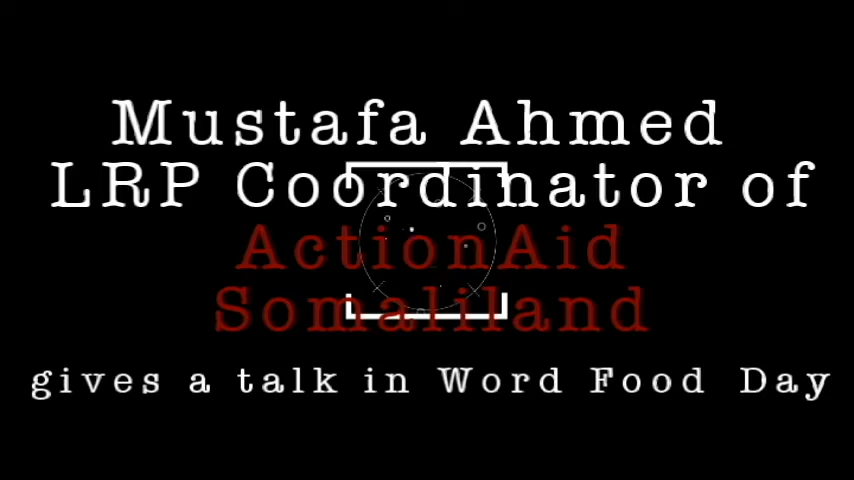 Mustafa Ahmed
LRP Coordinator of
ActionAid
Somaliland
gives a talk in Word Food Day